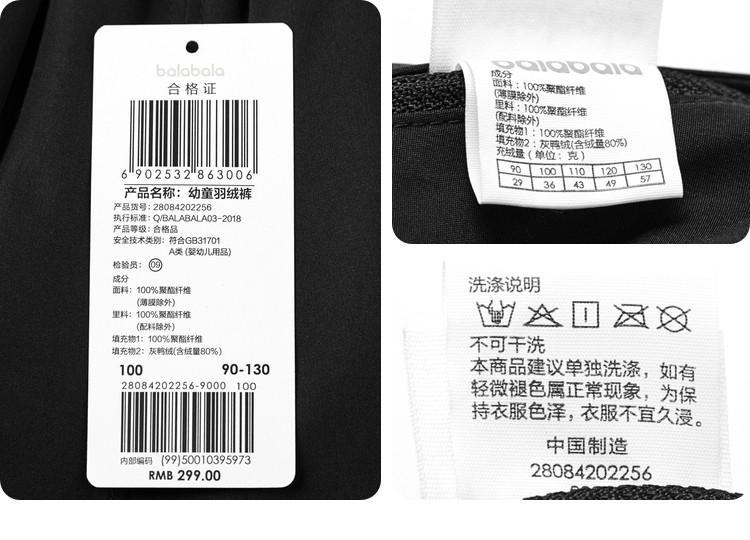 balabala
合格证
6 902532 863006
产品名称：幼童羽绒裤
产品货号：28084202256
执行标准：Q/BALABALA03-2018
产品等级：合格品
安全技术类别：符合GB31701
A类 (婴幼儿用品)
检验员：09
成分
面料：100%聚酯纤维
(薄膜除外)
里料：100%聚酯纤维
(配料除外)
填充物1：100%聚酯纤维
填充物2：灰鸭绒(含绒量80%)
100 90-130
28084202256-9000 100
内部编码 (99)50010395973
RMB 299.00
balabala
成分
面料：100%聚酯纤维
(薄膜除外)
里料：100%聚酯纤维
(配料除外)
填充物1：100%聚酯纤维
填充物2：灰鸭绒(含绒量80%)
充绒量（单位：克）
90 100 110 120 130
29 36 43 49 57
洗涤说明
不可干洗
本商品建议单独洗涤，如有
轻微褪色属正常现象，为保
持衣服色泽，衣服不宜久浸。
中国制造
28084202256